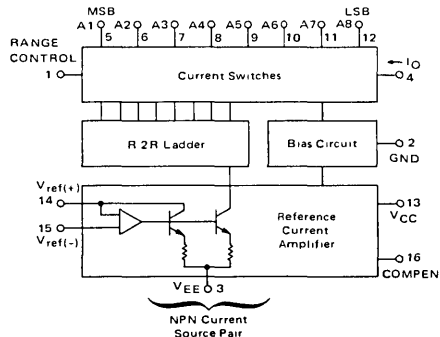 MSB LSB
A1 A2 A3 A4 A5 A6 A7 A8
5 6 7 8 9 10 11 12
RANGE
CONTROL
1
Current Switches
IO
4
R 2R Ladder
Bias Circuit
2
GND
Vref(+)
14
15
Vref(-)
Reference
Current
Amplifier
13
VCC
16
COMPEN
VEE 3
NPN Current
Source Pair